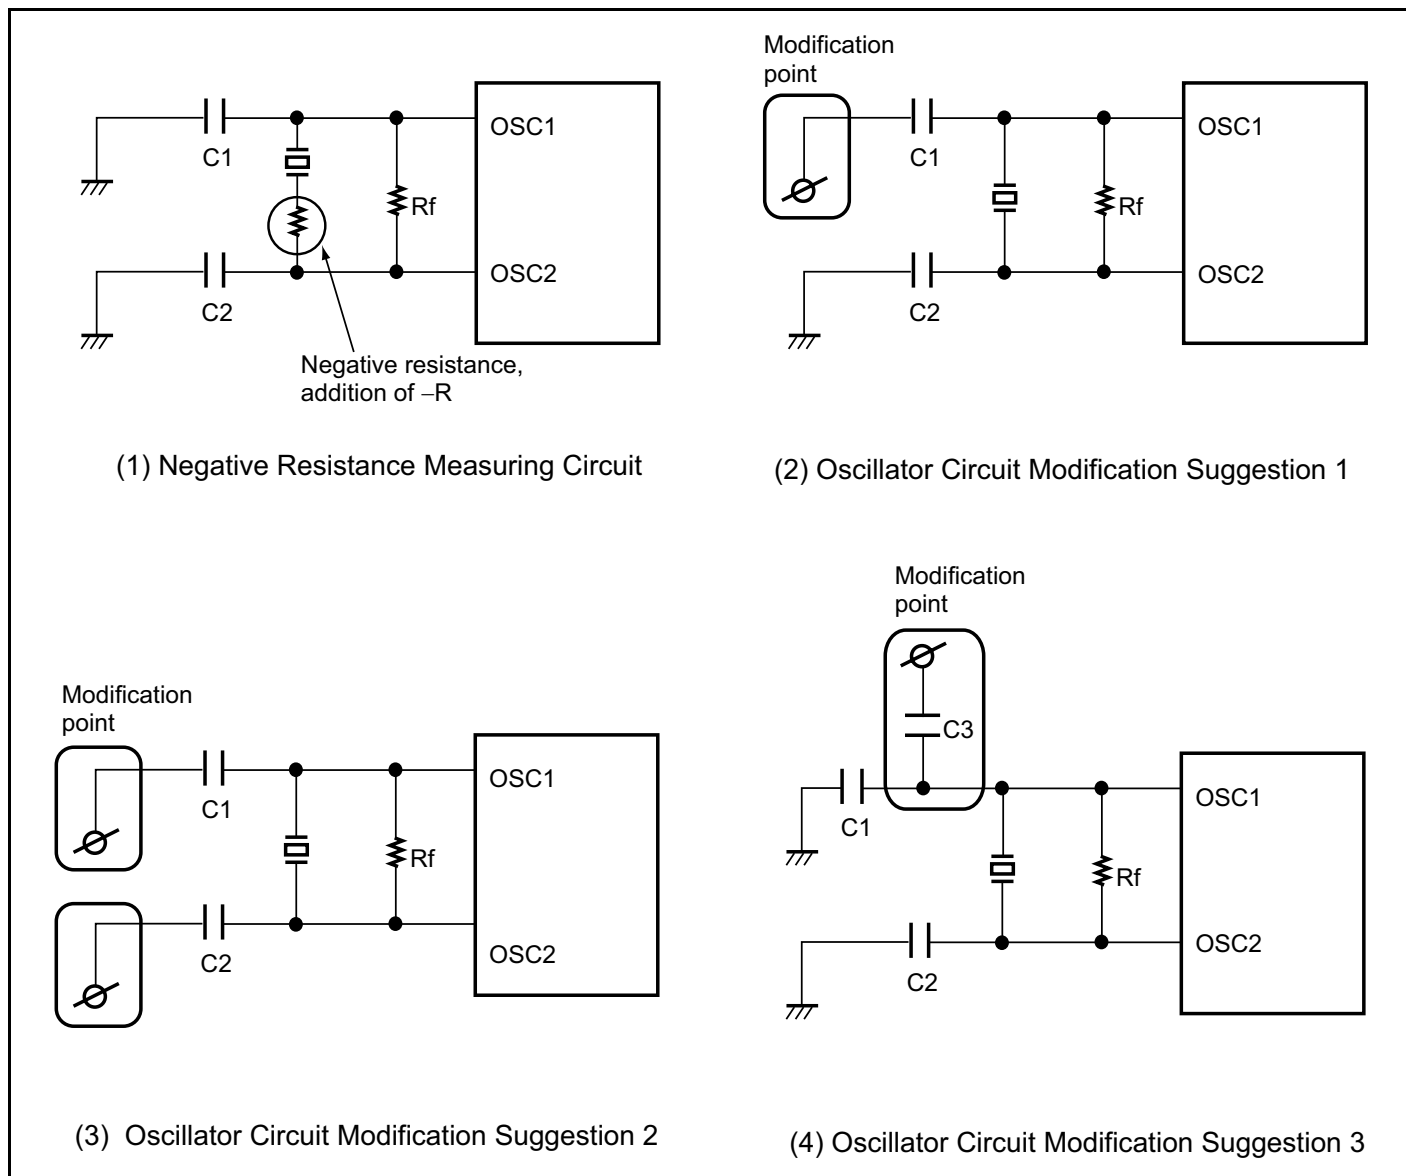 OSC1
C1
Rf
OSC2
C2
Negative resistance,
addition of –R
(1) Negative Resistance Measuring Circuit
Modification
point
OSC1
C1
Rf
OSC2
C2
(2) Oscillator Circuit Modification Suggestion 1
Modification
point
OSC1
C1
Rf
OSC2
C2
(3) Oscillator Circuit Modification Suggestion 2
Modification
point
C3
OSC1
C1
Rf
OSC2
C2
(4) Oscillator Circuit Modification Suggestion 3